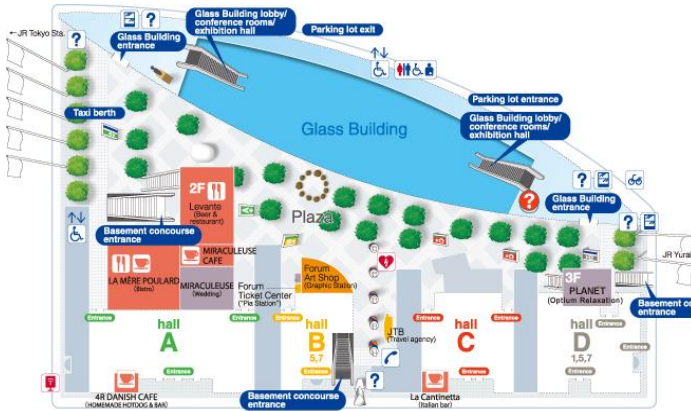 ← JR Tokyo Sta.
Glass Building lobby/
conference rooms/
exhibition hall
Parking lot exit
Glass Building
entrance
Parking lot entrance
Taxi berth
Glass Building
Glass Building lobby/
conference rooms/
exhibition hall
2F
Levante
(Beer &
restaurant)
Plaza
Glass Building
entrance
Basement concourse
entrance
MIRACULEUSE
CAFE
LA MÈRE POULARD
(Bistro)
MIRACULEUSE
(Wedding)
Forum
Art Shop
(Graphic Station)
Forum
Ticket Center
("Pia Station")
JR Yurak
3F
PLANET
(Optium Relaxation)
Basement co
entrance
JTB
(Travel agency)
Entrance
Entrance
Entrance
Entrance
Entrance
Entrance
Entrance
Entrance
hall
A
hall
B
5,7
hall
C
hall
D
1,5,7
Entrance
Basement concourse
entrance
4R DANISH CAFE
(HOMEMADE HOTDOG & BAR)
La Cantinetta
(Italian bar)